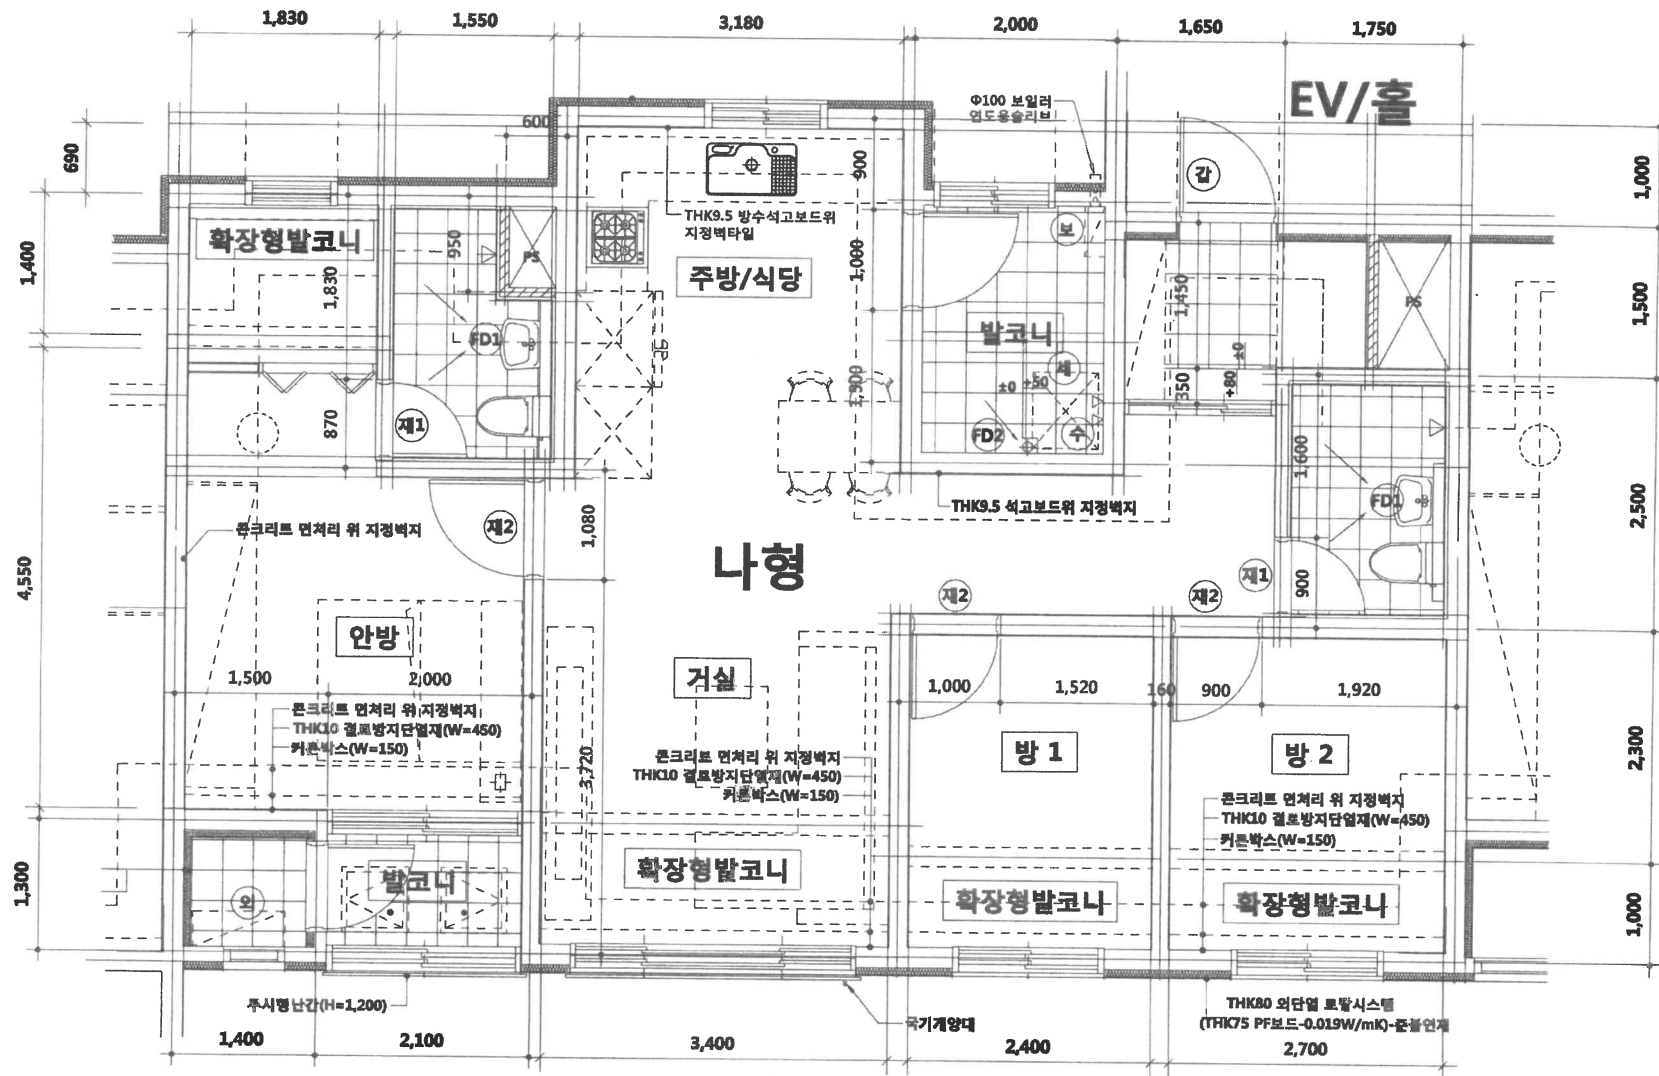 1,830
1,550
3,180
2,000
1,650
1,750
EV/홀
Φ100 보일러
연도용슬리브
690
600
900
1,000
갑
THK9.5 방수석고보드위
지정벽타일
확장형발코니
950
PS
보
주방/식당
1,000
1,400
1,830
1,450
PS
1,500
FD1
발코니
±0
세
±0
+50
1,900
350
+80
870
재1
FD2
수
1,600
THK9.5 석고보드위 지정벽지
FD1
2,500
콘크리트 면처리 위 지정벽지
재2
1,080
나형
4,550
재2
재2
재1
900
안방
거실
1,500
2,000
1,000
1,520
160
900
1,920
콘크리트 면처리 위 지정벽지
THK10 결로방지단열재(W=450)
커튼박스(W=150)
3,720
콘크리트 면처리 위 지정벽지
THK10 결로방지단열재(W=450)
커튼박스(W=150)
방 1
방 2
2,300
콘크리트 면처리 위 지정벽지
THK10 결로방지단열재(W=450)
커튼박스(W=150)
1,300
발코니
외
확장형발코니
확장형발코니
확장형발코니
1,000
주시형난간(H=1,200)
국기게양대
THK80 외단열 토탈시스템
(THK75 PF보드-0.019W/mK)-준불연재
1,400
2,100
3,400
2,400
2,700